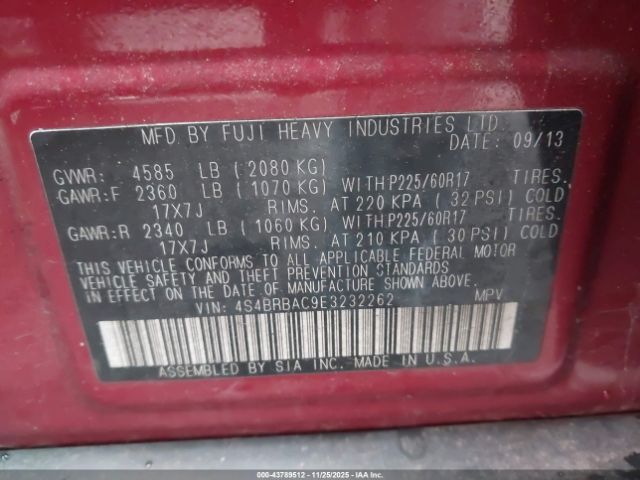 MFD. BY FUJI HEAVY INDUSTRIES LTD.
DATE: 09/13
GVWR: 4585 LB (2080 KG)
GAWR:F 2360 LB (1070 KG) WITH P225/60R17 TIRES.
17X7J RIMS. AT 220 KPA (32 PSI) COLD
GAWR:R 2340 LB (1060 KG) WITH P225/60R17 TIRES.
17X7J RIMS. AT 210 KPA (30 PSI) COLD
THIS VEHICLE CONFORMS TO ALL APPLICABLE FEDERAL MOTOR
VEHICLE SAFETY AND THEFT PREVENTION STANDARDS
IN EFFECT ON THE DATE OF MANUFACTURE SHOWN ABOVE.
VIN: 4S4BRBAC9E3232262 MPV
ASSEMBLED BY SIA INC. MADE IN U.S.A.
000-43789512 - 11/25/2025 - IAAC